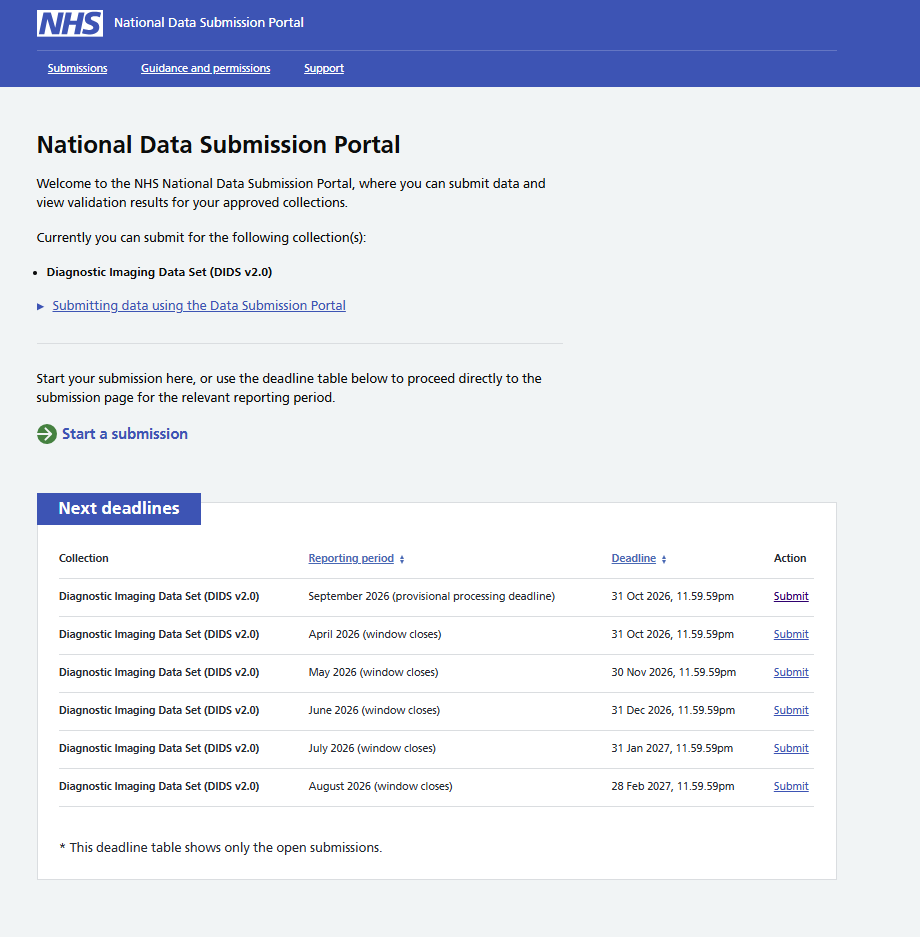 NHS National Data Submission Portal
Submissions Guidance and permissions Support
National Data Submission Portal
Welcome to the NHS National Data Submission Portal, where you can submit data and
view validation results for your approved collections.
Currently you can submit for the following collection(s):
• Diagnostic Imaging Data Set (DIDS v2.0)
Submitting data using the Data Submission Portal
Start your submission here, or use the deadline table below to proceed directly to the
submission page for the relevant reporting period.
Start a submission
Next deadlines
Collection Reporting period Deadline Action
Diagnostic Imaging Data Set (DIDS v2.0) September 2026 (provisional processing deadline) 31 Oct 2026, 11.59.59pm Submit
Diagnostic Imaging Data Set (DIDS v2.0) April 2026 (window closes) 31 Oct 2026, 11.59.59pm Submit
Diagnostic Imaging Data Set (DIDS v2.0) May 2026 (window closes) 30 Nov 2026, 11.59.59pm Submit
Diagnostic Imaging Data Set (DIDS v2.0) June 2026 (window closes) 31 Dec 2026, 11.59.59pm Submit
Diagnostic Imaging Data Set (DIDS v2.0) July 2026 (window closes) 31 Jan 2027, 11.59.59pm Submit
Diagnostic Imaging Data Set (DIDS v2.0) August 2026 (window closes) 28 Feb 2027, 11.59.59pm Submit
* This deadline table shows only the open submissions.